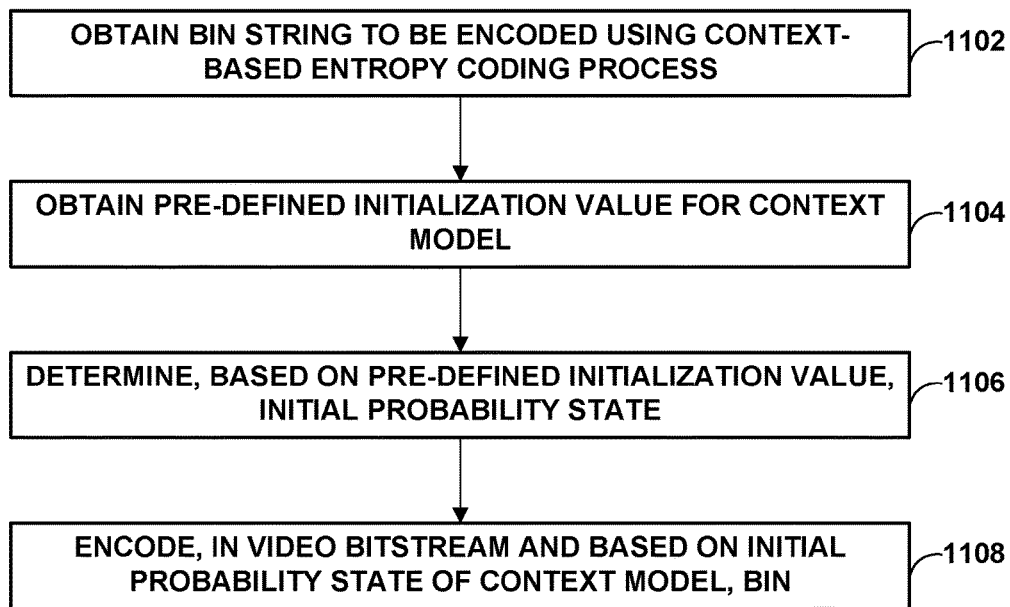 OBTAIN BIN STRING TO BE ENCODED USING CONTEXT-
BASED ENTROPY CODING PROCESS
1102
OBTAIN PRE-DEFINED INITIALIZATION VALUE FOR CONTEXT
MODEL
1104
DETERMINE, BASED ON PRE-DEFINED INITIALIZATION VALUE,
INITIAL PROBABILITY STATE
1106
ENCODE, IN VIDEO BITSTREAM AND BASED ON INITIAL
PROBABILITY STATE OF CONTEXT MODEL, BIN
1108